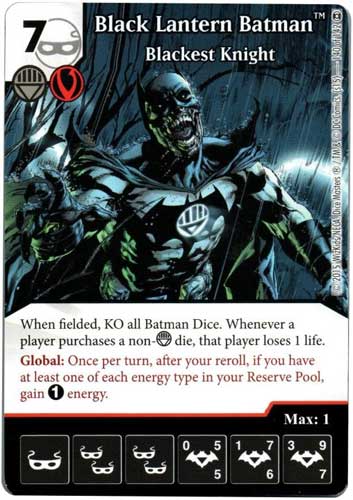 7
Black Lantern Batman™
Blackest Knight
When fielded, KO all Batman Dice. Whenever a
player purchases a non- die, that player loses 1 life.
Global: Once per turn, after your reroll, if you have
at least one of each energy type in your Reserve Pool,
gain 1 energy.
Max: 1
0 5 5
1 7 6
3 9 7